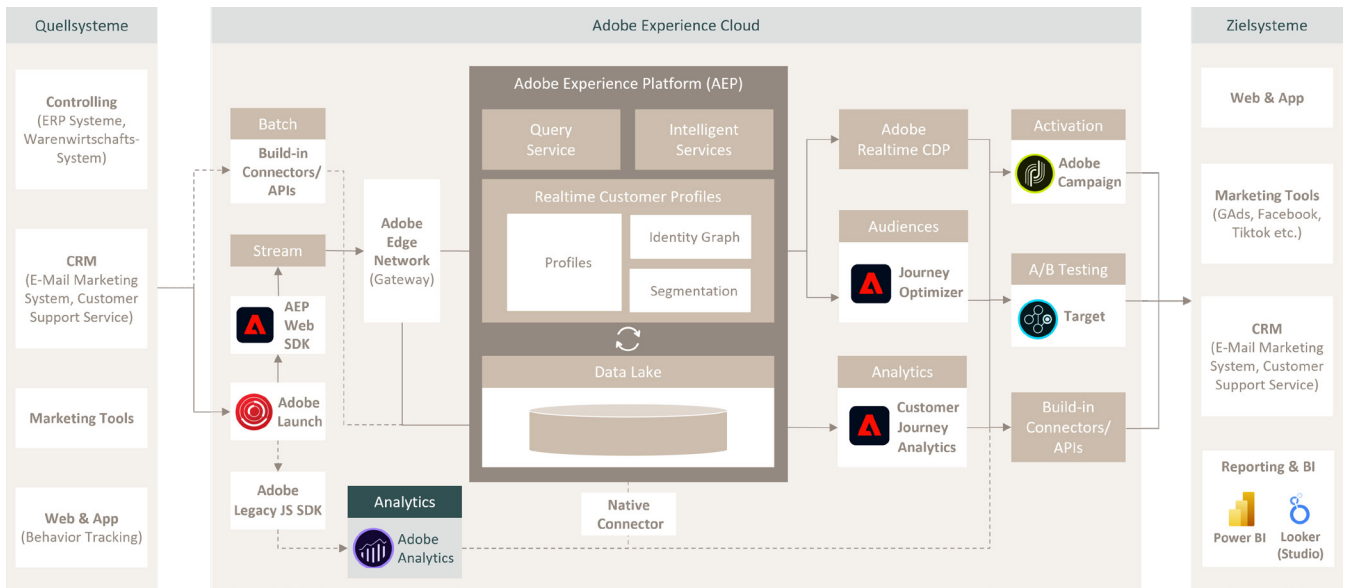 Quellsysteme
Controlling
(ERP Systeme,
Warenwirtschafts-
System)
CRM
(E-Mail Marketing
System, Customer
Support Service)
Marketing Tools
Web & App
(Behavior Tracking)
Adobe Experience Cloud
Batch
Build-in
Connectors/
APIs
Stream
AEP
Web
SDK
Adobe
Launch
Adobe
Legacy JS SDK
Adobe
Edge
Network
(Gateway)
Analytics
Adobe
Analytics
Adobe Experience Platform (AEP)
Query
Service
Intelligent
Services
Realtime Customer Profiles
Profiles
Identity Graph
Segmentation
Data Lake
Native
Connector
Adobe
Realtime CDP
Audiences
Journey
Optimizer
Analytics
Customer
Journey
Analytics
Activation
Adobe
Campaign
A/B Testing
Target
Build-in
Connectors/
APIs
Zielsysteme
Web & App
Marketing Tools
(GAds, Facebook,
Tiktok etc.)
CRM
(E-Mail Marketing
System, Customer
Support Service)
Reporting & BI
Power BI
Looker
(Studio)